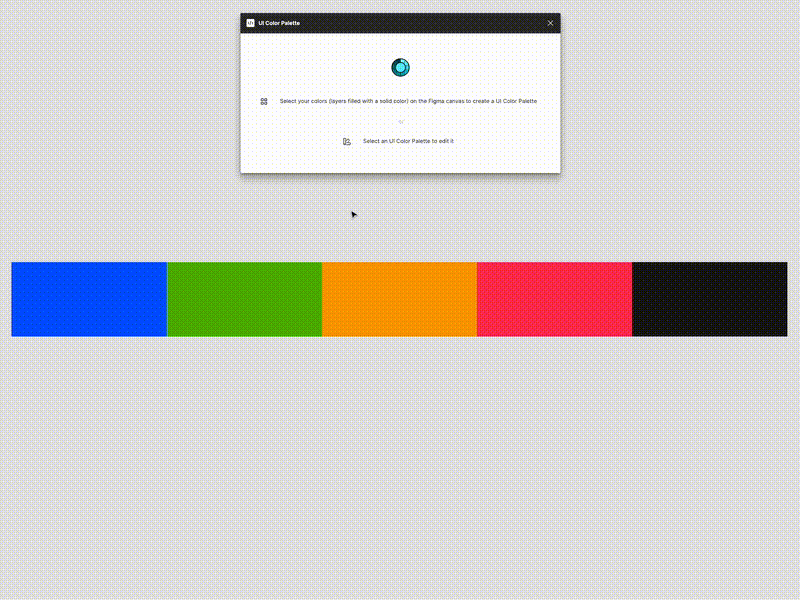 UI Color Palette
Select your colors (layers filled with a solid color) on the Figma canvas to create a UI Color Palette
Select an UI Color Palette to edit it